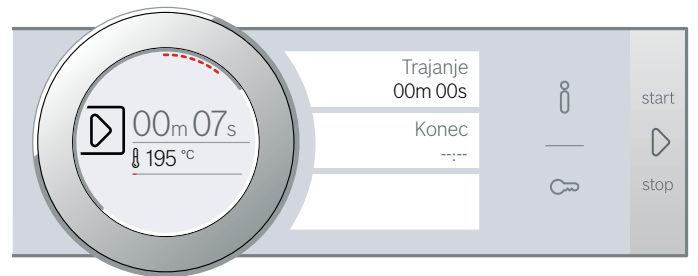 00m 07s
195 °C
Trajanje
00m 00s
Konec
--:--
start
stop